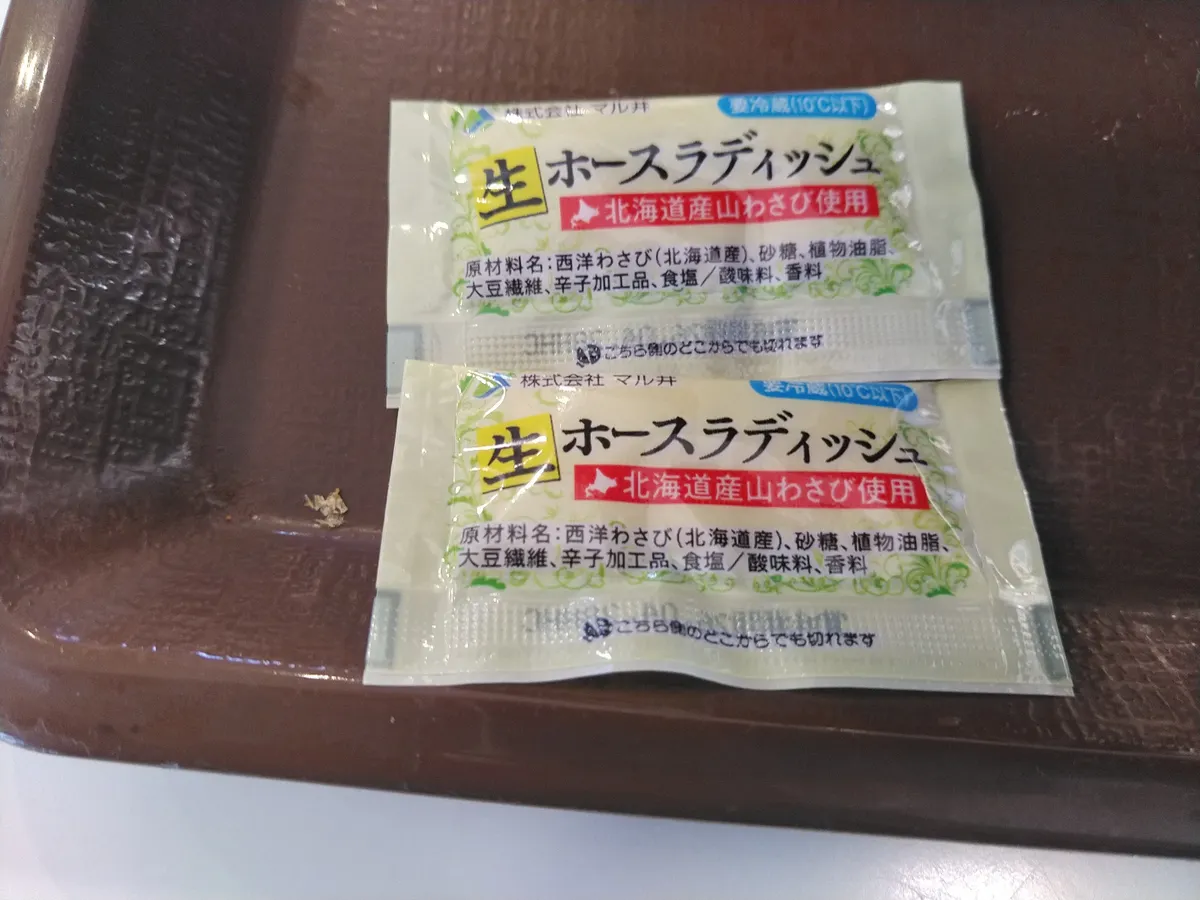 株式会社 マル井
要冷蔵(10℃以下)
生 ホースラディッシュ
北海道産山わさび使用
原材料名:西洋わさび(北海道産)、砂糖、植物油脂、
大豆繊維、辛子加工品、食塩/酸味料、香料
こちら側のどこからでも切れます
株式会社 マル井
要冷蔵(10℃以下)
生 ホースラディッシュ
北海道産山わさび使用
原材料名:西洋わさび(北海道産)、砂糖、植物油脂、
大豆繊維、辛子加工品、食塩/酸味料、香料
こちら側のどこからでも切れます